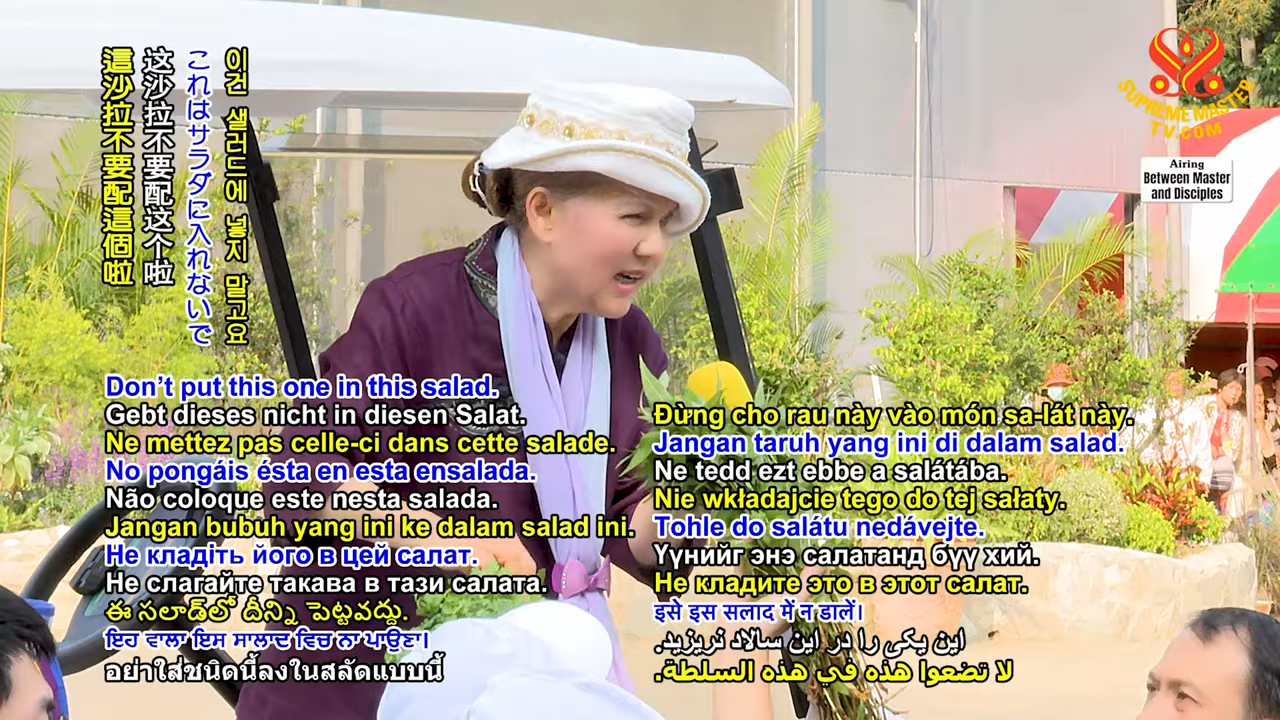 이건 샐러드에 넣지 말고요
これはサラダに入れないで
这沙拉不要配这个啦
這沙拉不要配這個啦
SUPREME MASTER
TV.COM
Airing
Between Master
and Disciples
Don’t put this one in this salad.
Gebt dieses nicht in diesen Salat.
Ne mettez pas celle-ci dans cette salade.
No pongáis ésta en esta ensalada.
Não coloque este nesta salada.
Jangan bubuh yang ini ke dalam salad ini.
Не кладіть його в цей салат.
Не слагайте такава в тази салата.
ఈ సలాడ్‌లో దీన్ని పెట్టవద్దు.
ਇਹ ਵਾਲਾ ਇਸ ਸਾਲਾਦ ਵਿਚ ਨਾ ਪਾਉਣਾ।
อย่าใส่ชนิดนี้ลงในสลัดแบบนี้
Đừng cho rau này vào món sa-lát này.
Jangan taruh yang ini di dalam salad.
Ne tedd ezt ebbe a salátába.
Nie wkładajcie tego do tej sałaty.
Tohle do salátu nedávejte.
Үүнийг энэ салатанд бүү хий.
Не кладите это в этот салат.
इसे इस सलाद में न डालें।
این یکی را در این سالاد نریزید.
لا تضعوا هذه في هذه السلطة.